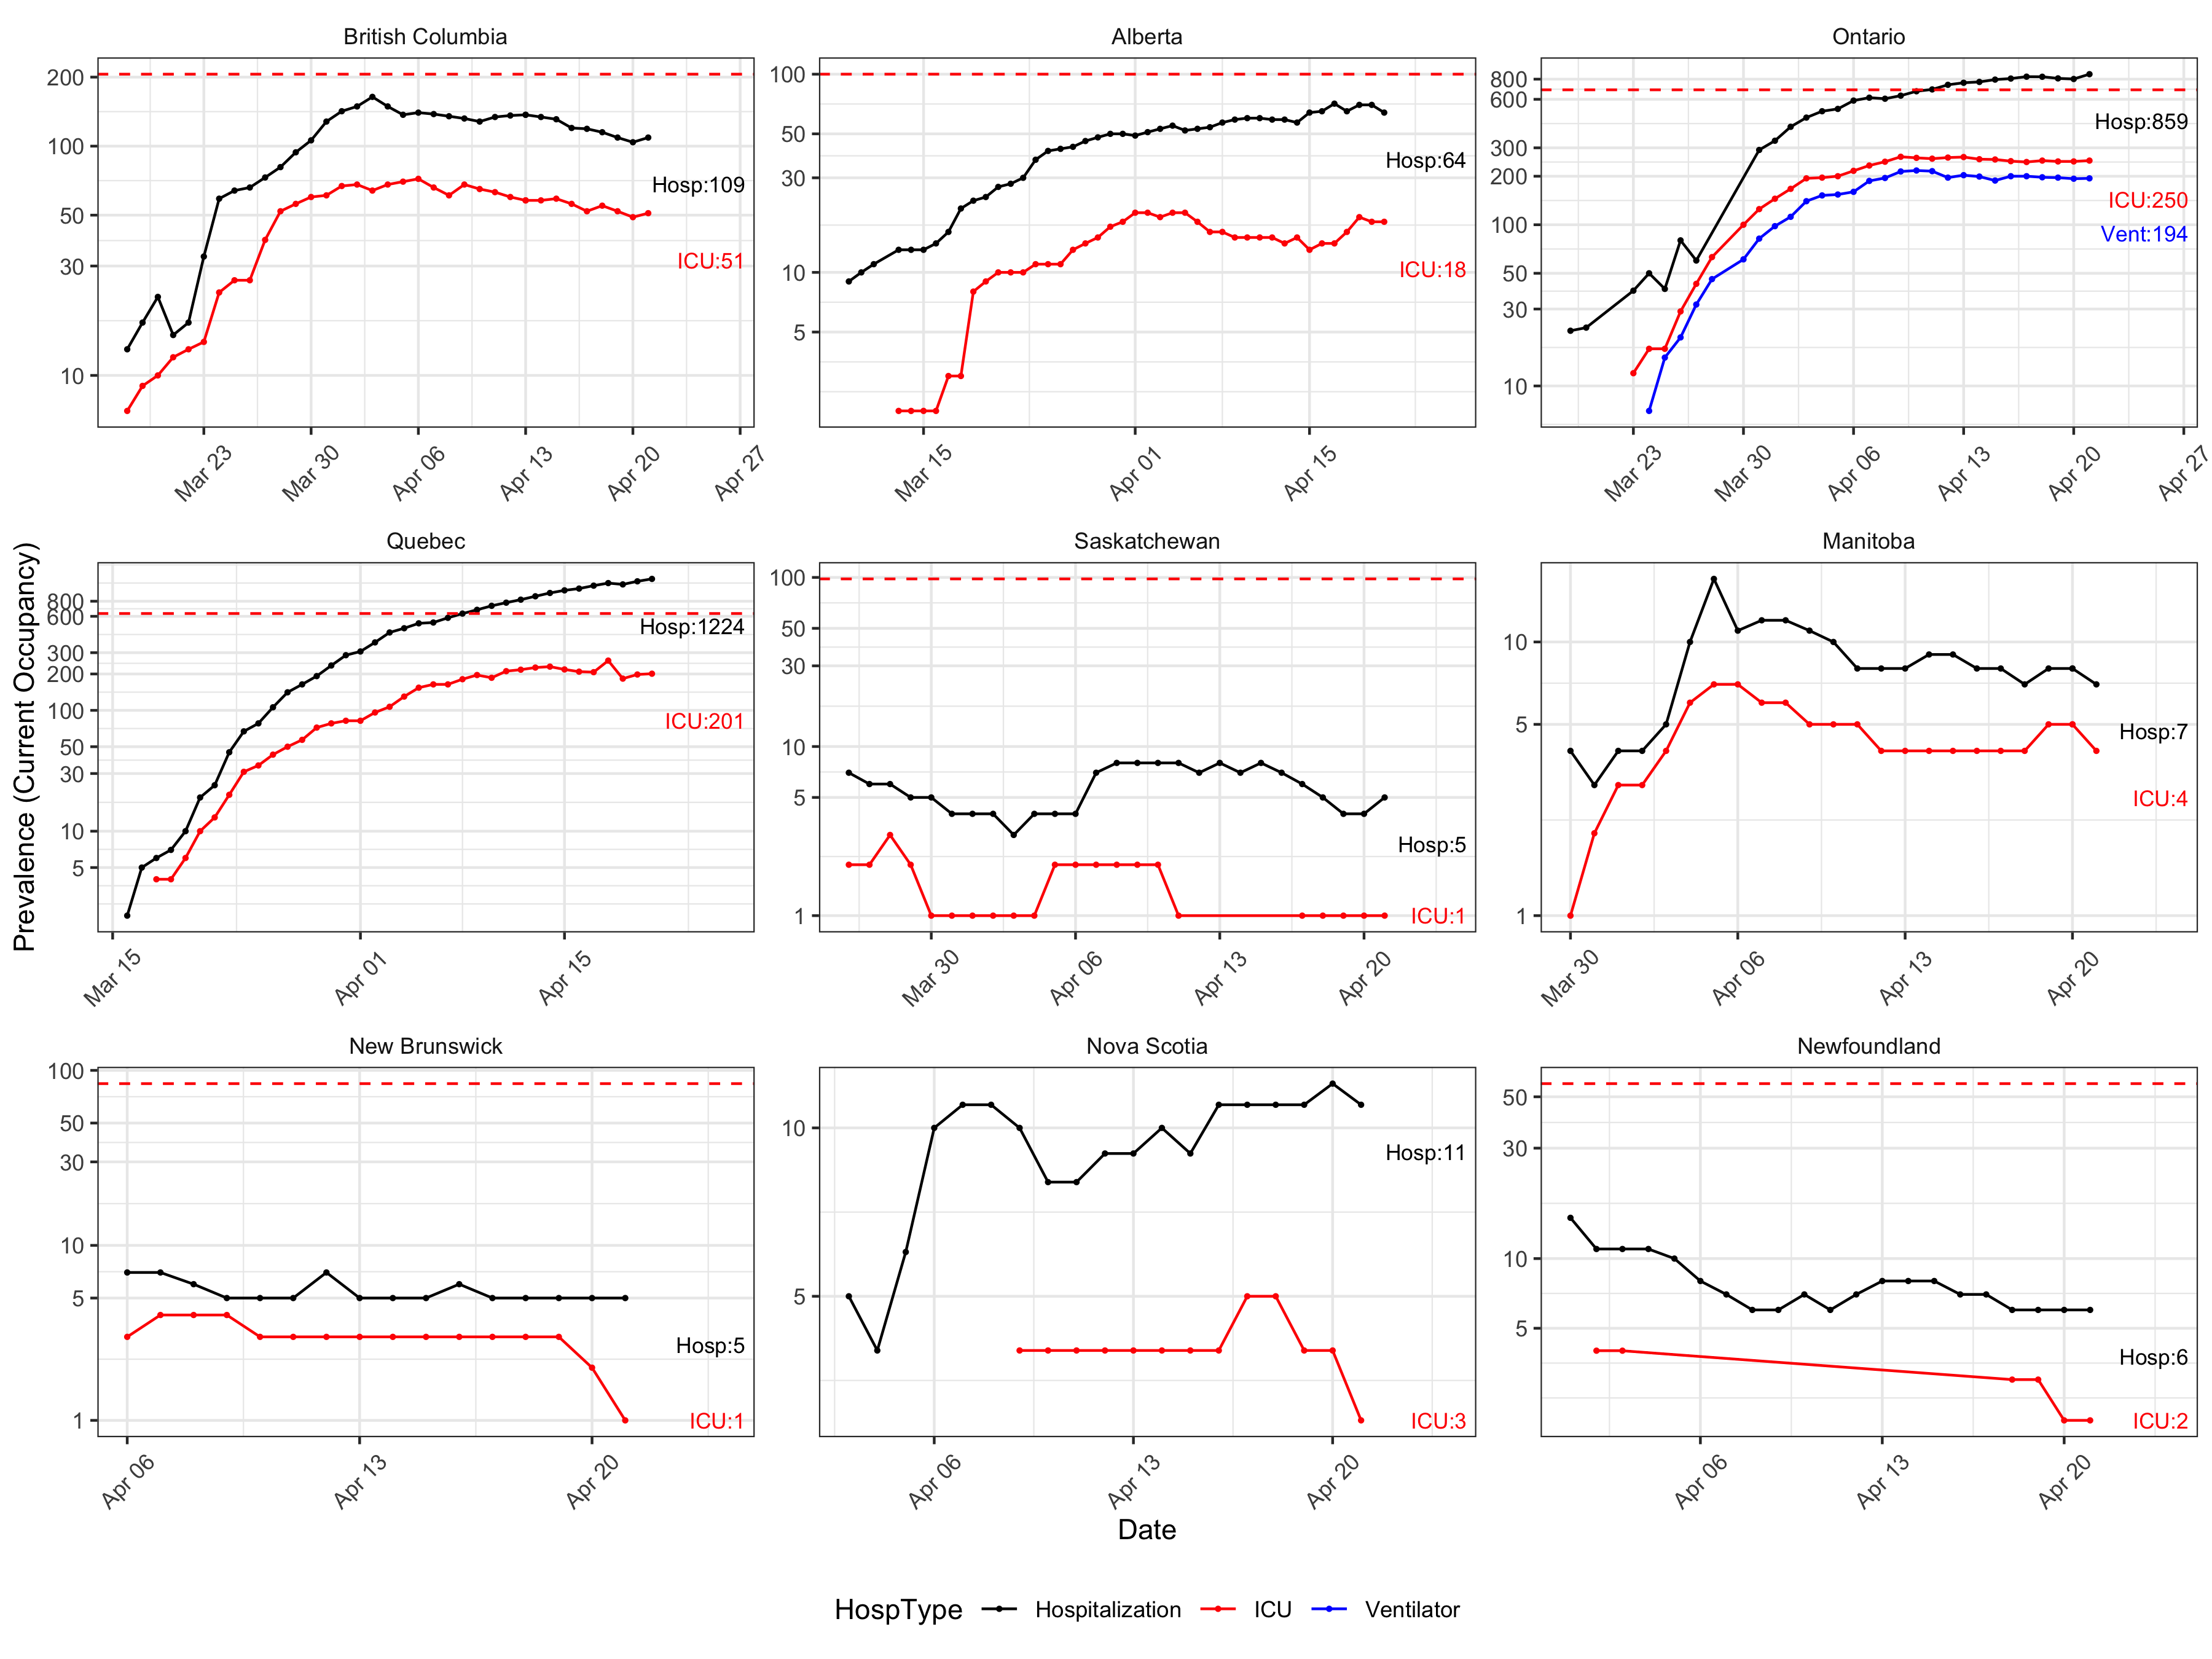 British Columbia
200
100
50
30
10
Hosp:109
ICU:51
Mar 23
Mar 30
Apr 06
Apr 13
Apr 20
Apr 27
Alberta
100
50
30
10
5
Hosp:64
ICU:18
Mar 15
Apr 01
Apr 15
Ontario
800
600
300
200
100
50
30
10
Hosp:859
ICU:250
Vent:194
Mar 23
Mar 30
Apr 06
Apr 13
Apr 20
Apr 27
Prevalence (Current Occupancy)
Quebec
800
600
300
200
100
50
30
10
5
Hosp:1224
ICU:201
Mar 15
Apr 01
Apr 15
Saskatchewan
100
50
30
10
5
1
Hosp:5
ICU:1
Mar 30
Apr 06
Apr 13
Apr 20
Manitoba
10
5
1
Hosp:7
ICU:4
Mar 30
Apr 06
Apr 13
Apr 20
New Brunswick
100
50
30
10
5
1
Hosp:5
ICU:1
Apr 06
Apr 13
Apr 20
Nova Scotia
10
5
Hosp:11
ICU:3
Apr 06
Apr 13
Apr 20
Newfoundland
50
30
10
5
Hosp:6
ICU:2
Apr 06
Apr 13
Apr 20
Date
HospType Hospitalization ICU Ventilator